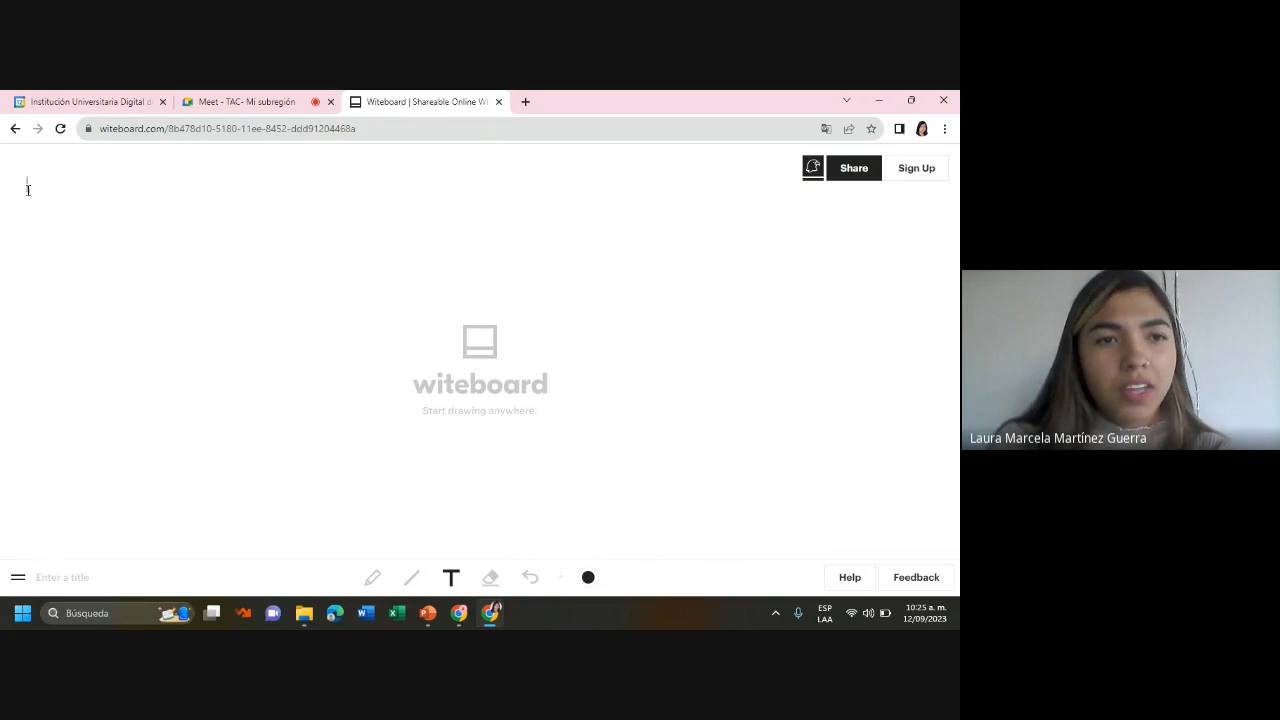 Institución Universitaria Digital d
Meet - TAC- Mi subregión
Witeboard | Shareable Online Wi
witeboard.com/8b478d10-5180-11ee-8452-ddd91204468a
Share
Sign Up
witeboard
Start drawing anywhere.
Laura Marcela Martínez Guerra
Enter a title
T
Help
Feedback
Búsqueda
ESP
LAA
10:25 a. m.
12/09/2023